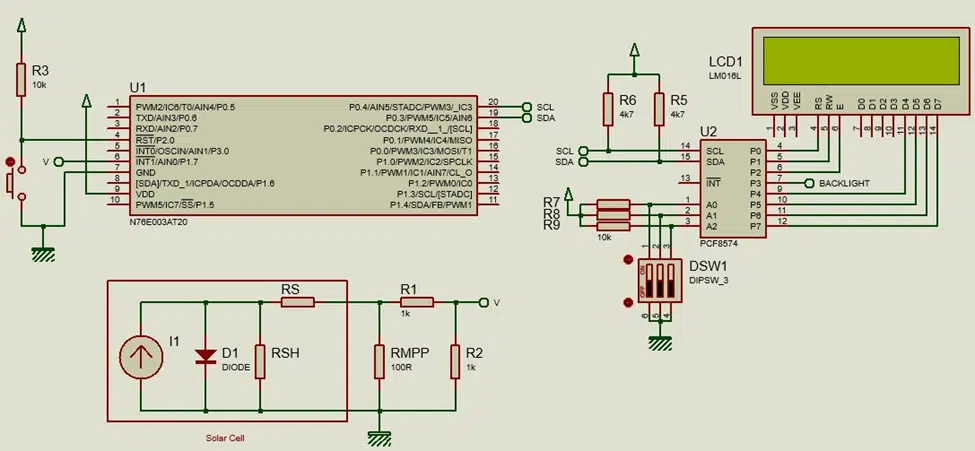 R3
10k
U1
1 PWM2/IC6/T0/AIN4/P0.5
2 TXD/AIN3/P0.6
3 RXD/AIN2/P0.7
4 RST/P2.0
5 INT0/OSCIN/AIN1/P3.0
6 INT1/AIN0/P1.7
7 GND
8 [SDA]/TXD_1/ICPDA/OCDDA/P1.6
9 VDD
10 PWM5/IC7/SS/P1.5
P0.4/AIN5/STADC/PWM3/_IC3 20
P0.3/PWM5/IC5/AIN6 19
P0.2/ICPCK/OCDCK/RXD__1_/[SCL] 18
P0.1/PWM4/IC4/MISO 17
P0.0/PWM3/IC3/MOSI/T1 16
P1.0/PWM2/IC2/SPCLK 15
P1.1/PWM1/IC1/AIN7/CL_O 14
P1.2/PWM0/IC0 13
P1.3/SCL/[STADC] 12
P1.4/SDA/FB/PWM1 11
N76E003AT20
V
SCL
SDA
R6
4k7
R5
4k7
SCL
SDA
U2
14 SCL
15 SDA
13 INT
1 A0
2 A1
3 A2
P0 4
P1 5
P2 6
P3 7
P4 9
P5 10
P6 11
P7 12
PCF8574
BACKLIGHT
LCD1
LM016L
VSS VDD VEE RS RW E D0 D1 D2 D3 D4 D5 D6 D7
1 2 3 4 5 6 7 8 9 10 11 12 13 14
R7
R8
R9
10k
1 2 3
ON
OFF
6 5 4
DSW1
DIPSW_3
I1
D1
DIODE
RSH
RS
R1
1k
V
RMPP
100R
R2
1k
Solar Cell